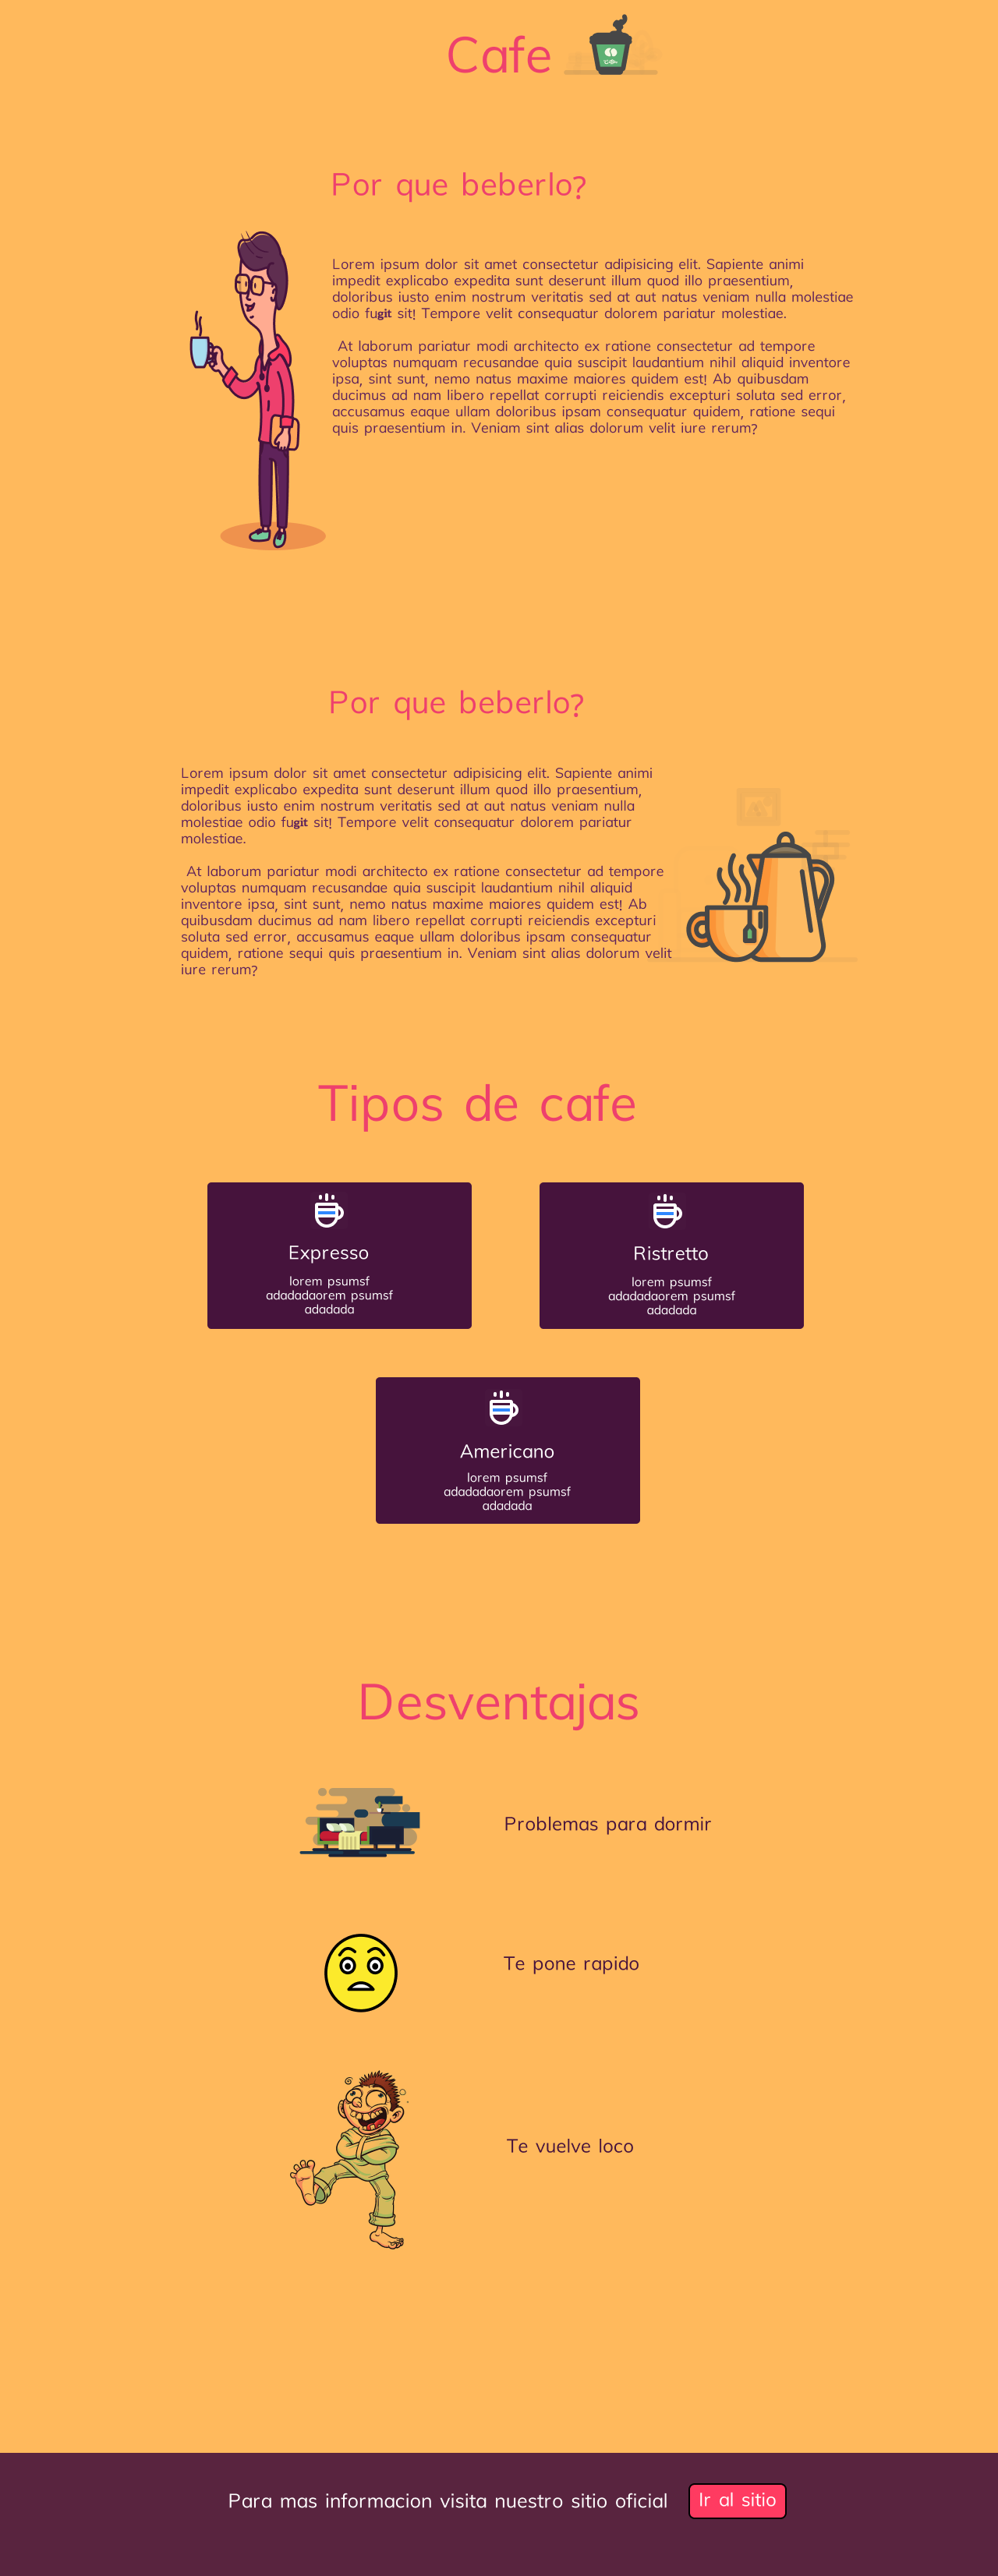 Cafe
Por que beberlo?
Lorem ipsum dolor sit amet consectetur adipisicing elit. Sapiente animi
impedit explicabo expedita sunt deserunt illum quod illo praesentium,
doloribus iusto enim nostrum veritatis sed at aut natus veniam nulla molestiae
odio fugit sit! Tempore velit consequatur dolorem pariatur molestiae.
At laborum pariatur modi architecto ex ratione consectetur ad tempore
voluptas numquam recusandae quia suscipit laudantium nihil aliquid inventore
ipsa, sint sunt, nemo natus maxime maiores quidem est! Ab quibusdam
ducimus ad nam libero repellat corrupti reiciendis excepturi soluta sed error,
accusamus eaque ullam doloribus ipsam consequatur quidem, ratione sequi
quis praesentium in. Veniam sint alias dolorum velit iure rerum?
Por que beberlo?
Lorem ipsum dolor sit amet consectetur adipisicing elit. Sapiente animi
impedit explicabo expedita sunt deserunt illum quod illo praesentium,
doloribus iusto enim nostrum veritatis sed at aut natus veniam nulla
molestiae odio fugit sit! Tempore velit consequatur dolorem pariatur
molestiae.
At laborum pariatur modi architecto ex ratione consectetur ad tempore
voluptas numquam recusandae quia suscipit laudantium nihil aliquid
inventore ipsa, sint sunt, nemo natus maxime maiores quidem est! Ab
quibusdam ducimus ad nam libero repellat corrupti reiciendis excepturi
soluta sed error, accusamus eaque ullam doloribus ipsam consequatur
quidem, ratione sequi quis praesentium in. Veniam sint alias dolorum velit
iure rerum?
Tipos de cafe
Expresso
lorem psumsf
adadadaorem psumsf
adadada
Ristretto
lorem psumsf
adadadaorem psumsf
adadada
Americano
lorem psumsf
adadadaorem psumsf
adadada
Desventajas
Problemas para dormir
Te pone rapido
Te vuelve loco
Para mas informacion visita nuestro sitio oficial
Ir al sitio